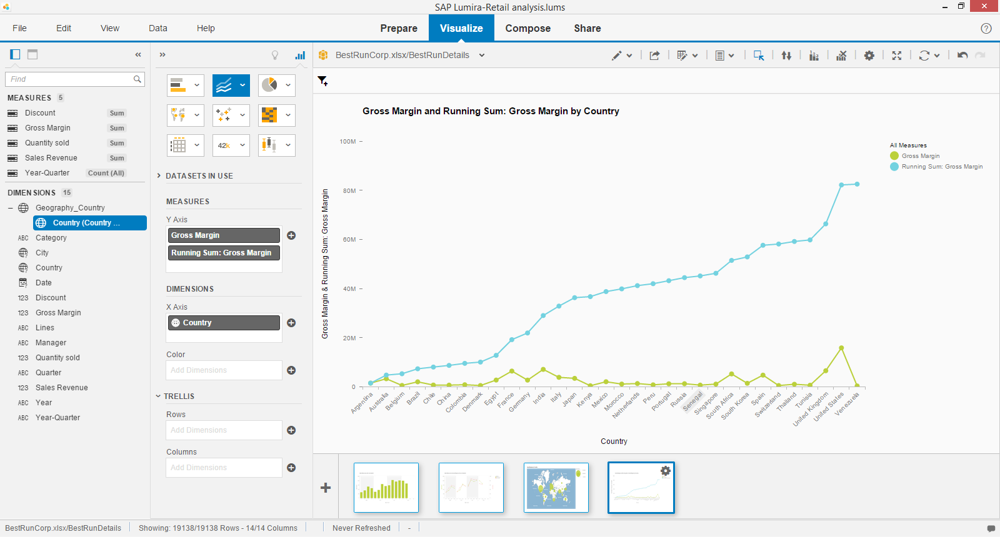 SAP Lumira-Retail analysis.lums
File Edit View Data Help
Prepare Visualize Compose Share
?
BestRunCorp.xlsx/BestRunDetails
Find
MEASURES 5
Discount Sum
Gross Margin Sum
Quantity sold Sum
Sales Revenue Sum
Year-Quarter Count (All)
DIMENSIONS 15
Geography_Country
Country (Country ...
ABC Category
City
Country
Date
123 Discount
123 Gross Margin
ABC Lines
ABC Manager
123 Quantity sold
ABC Quarter
123 Sales Revenue
ABC Year
ABC Year-Quarter
42k
DATASETS IN USE
MEASURES
Y Axis
Gross Margin
Running Sum: Gross Margin
DIMENSIONS
X Axis
Country
Color
Add Dimensions
TRELLIS
Rows
Add Dimensions
Columns
Add Dimensions
Gross Margin and Running Sum: Gross Margin by Country
All Measures
Gross Margin
Running Sum: Gross Margin
Gross Margin & Running Sum: Gross Margin
100M
80M
60M
40M
20M
0
Argentina
Australia
Belgium
Brazil
Chile
China
Colombia
Denmark
Egypt
France
Germany
India
Italy
Japan
Kenya
Mexico
Morocco
Netherlands
Peru
Portugal
Russia
Senegal
Singapore
South Africa
South Korea
Spain
Switzerland
Thailand
Tunisia
United Kingdom
United States
Venezuela
Country
BestRunCorp.xlsx/BestRunDetails
Showing: 19138/19138 Rows - 14/14 Columns
Never Refreshed
-